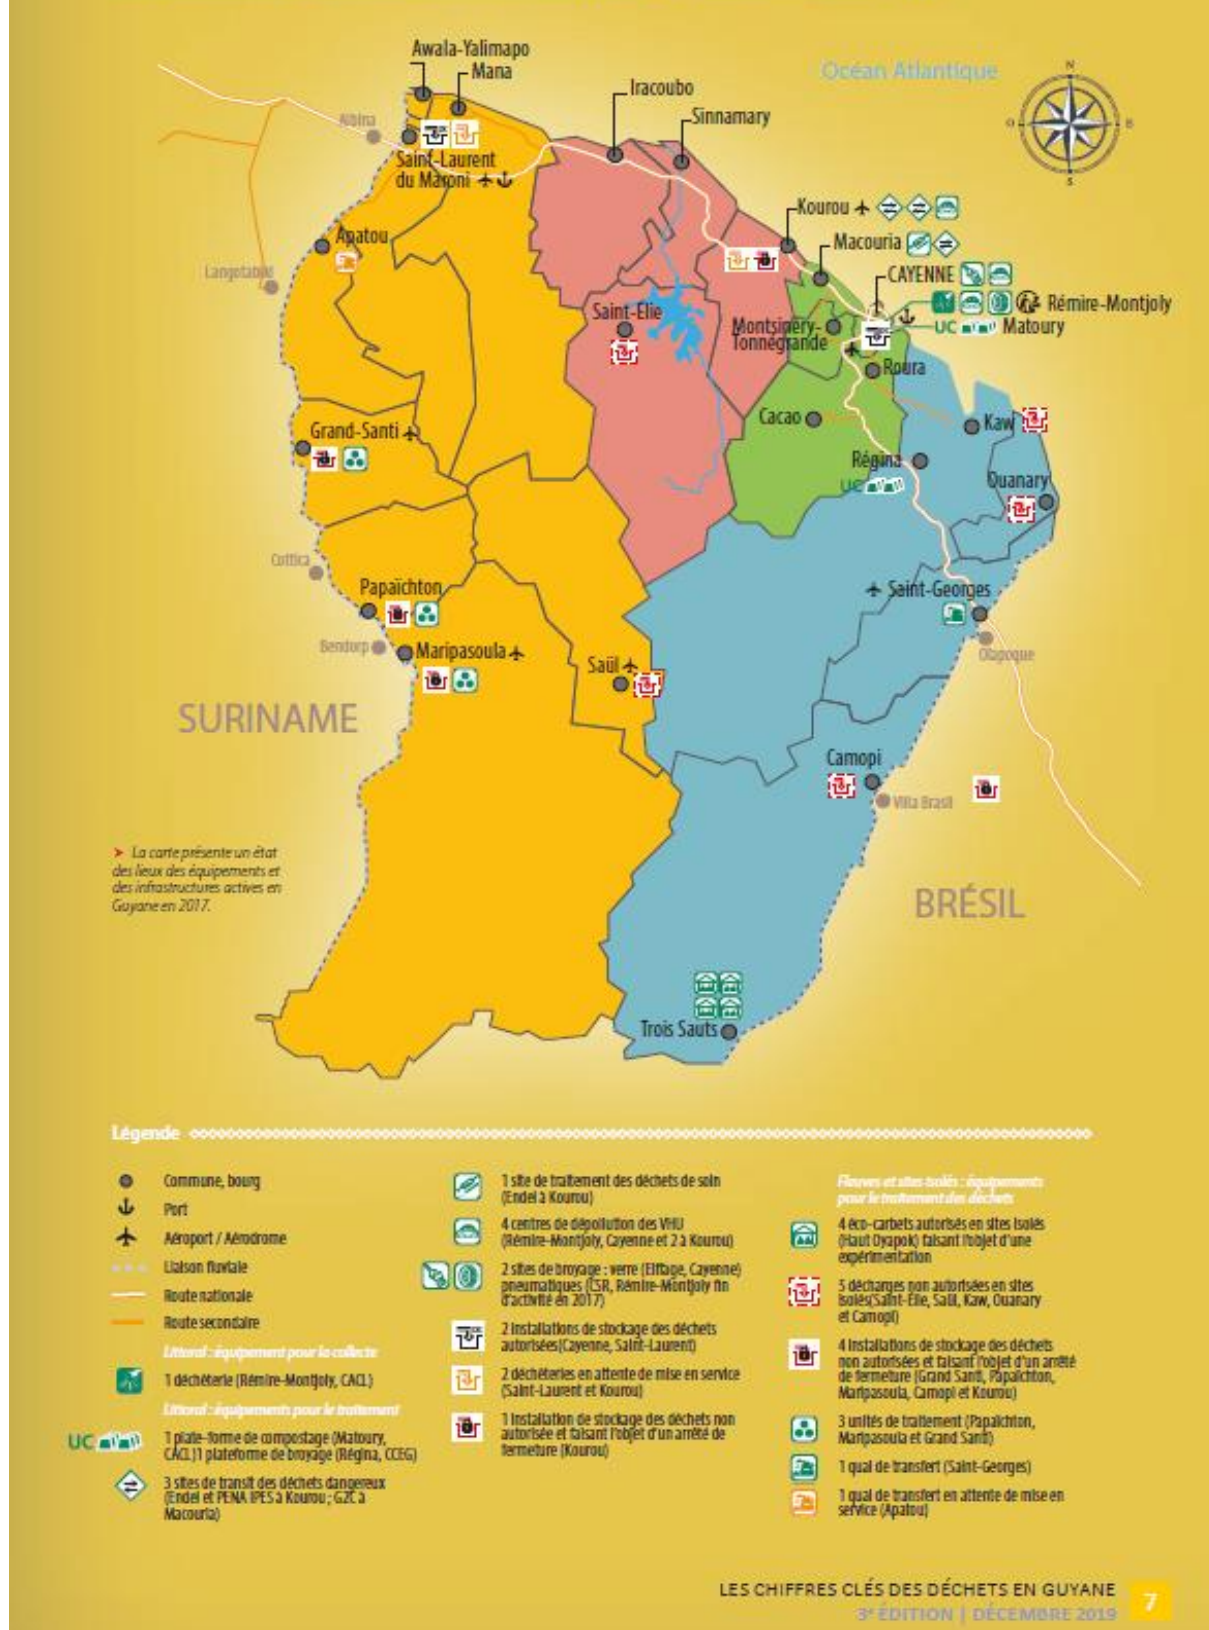 Awala-Yalimapo
Mana
Océan Atlantique
N
Iracoubo
Sinnamary
Albina
O
S
Saint-Laurent
du Maroni
Kourou
Macouria
Apatou
CAYENNE
Rémire-Montjoly
UC
Matoury
Saint-Elie
Montsinéry-
Tonnégrande
Roura
Cacao
Kaw
Grand-Santi
Régina
UC
Ouanary
Cottica
Papaïchton
Saint-Georges
Bendorp
Maripasoula
Saül
Oiapoque
SURINAME
Camopi
Villa Brasil
BRÉSIL
➤ La carte présente un état
des lieux des équipements et
des infrastructures actives en
Guyane en 2017.
Trois Sauts
Légende
Commune, bourg
Port
Aéroport / Aérodrome
Liaison fluviale
Route nationale
Route secondaire
Littoral : équipement pour la collecte
1 déchèterie (Rémire-Montjoly, CACL)
Littoral : équipements pour le traitement
UC
1 plate-forme de compostage (Matoury,
CACL)1 plateforme de broyage (Régina, CCEG)
3 sites de transit des déchets dangereux
(Endel et PENA IPES à Kourou ; G2C à
Macouria)
1 site de traitement des déchets de soin
(Endel à Kourou)
4 centres de dépollution des VHU
(Rémire-Montjoly, Cayenne et 2 à Kourou)
2 sites de broyage : verre (Eiffage, Cayenne)
pneumatiques (CSR, Rémire-Montjoly fin
d'activité en 2017)
2 installations de stockage des déchets
autorisées(Cayenne, Saint-Laurent)
2 déchèteries en attente de mise en service
(Saint-Laurent et Kourou)
1 installation de stockage des déchets non
autorisée et faisant l'objet d'un arrêté de
fermeture (Kourou)
Fleuves et sites isolés : équipements
pour le traitement des déchets
4 éco-carbets autorisés en sites isolés
(Haut Oyapok) faisant l'objet d'une
expérimentation
5 décharges non autorisées en sites
isolés(Saint-Élie, Saül, Kaw, Ouanary
et Camopi)
4 installations de stockage des déchets
non autorisées et faisant l'objet d'un arrêté
de fermeture (Grand Santi, Papaïchton,
Maripasoula, Camopi et Kourou)
3 unités de traitement (Papaïchton,
Maripasoula et Grand Santi)
1 quai de transfert (Saint-Georges)
1 quai de transfert en attente de mise en
service (Apatou)
LES CHIFFRES CLÉS DES DÉCHETS EN GUYANE
3e ÉDITION | DÉCEMBRE 2019
7